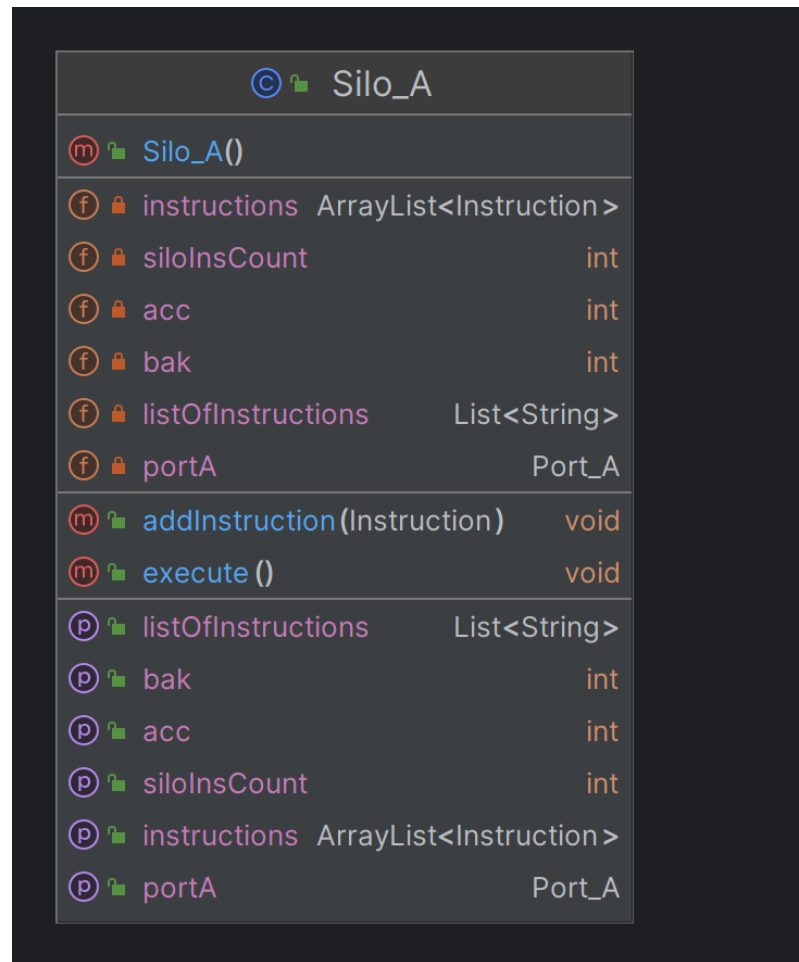 Silo_A
Silo_A()
instructions ArrayList<Instruction>
siloInsCount int
acc int
bak int
listOfInstructions List<String>
portA Port_A
addInstruction(Instruction) void
execute() void
listOfInstructions List<String>
bak int
acc int
siloInsCount int
instructions ArrayList<Instruction>
portA Port_A